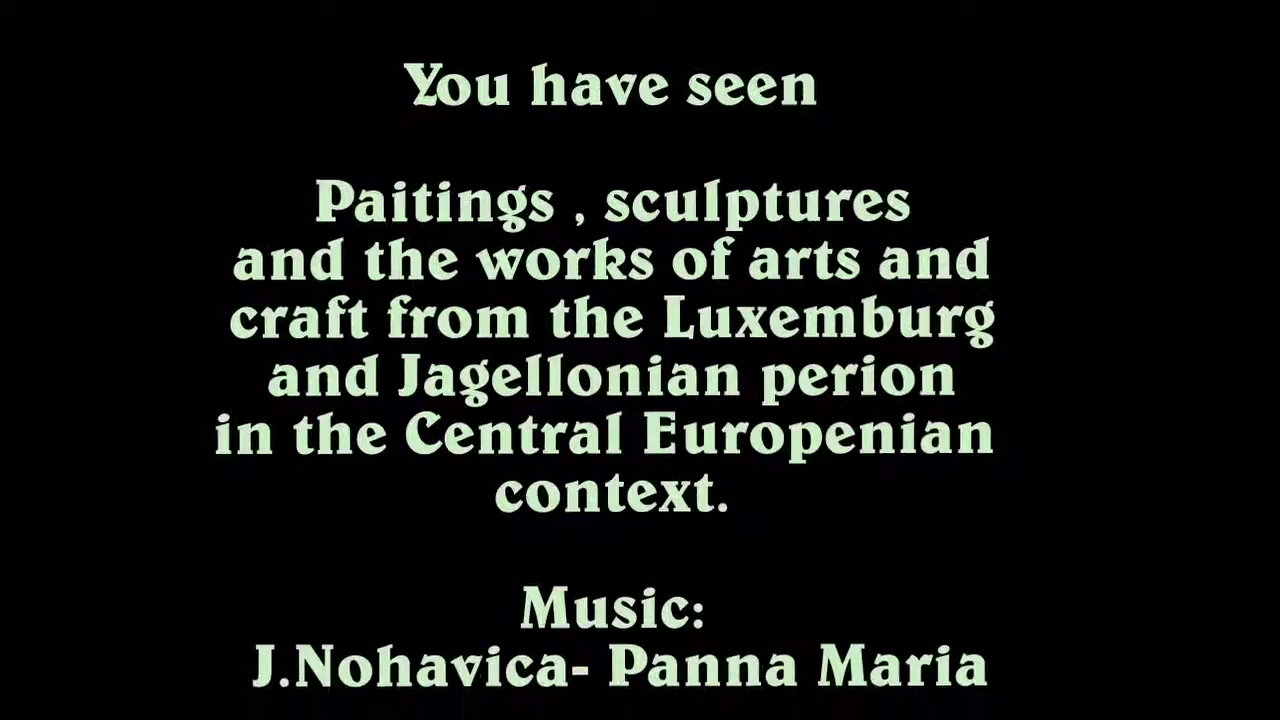 You have seen
Paitings , sculptures
and the works of arts and
craft from the Luxemburg
and Jagellonian perion
in the Central Europenian
context.
Music:
J.Nohavica- Panna Maria